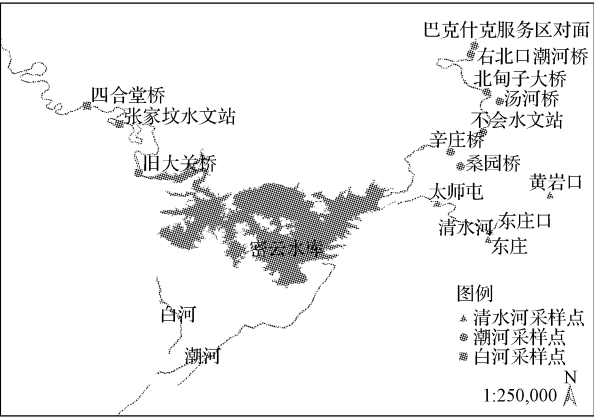 巴克什克服务区对面
右北口潮河桥
北甸子大桥
汤河桥
不会水文站
辛庄桥
桑园桥
四合堂桥
张家坟水文站
旧大关桥
太师屯
黄岩口
清水河
东庄口
东庄
密云水库
白河
潮河
图例
清水河采样点
潮河采样点
白河采样点
N
1:250,000